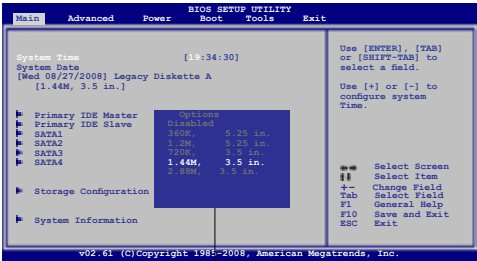 BIOS SETUP UTILITY
Main Advanced Power Boot Tools Exit
System Time [19:34:30]
System Date
[Wed 08/27/2008] Legacy Diskette A
[1.44M, 3.5 in.]
Primary IDE Master
Primary IDE Slave
SATA1
SATA2
SATA3
SATA4
Storage Configuration
System Information
Options
Disabled
360K, 5.25 in.
1.2M, 5.25 in.
720K, 3.5 in.
1.44M, 3.5 in.
2.88M, 3.5 in.
Use [ENTER], [TAB]
or [SHIFT-TAB] to
select a field.
Use [+] or [-] to
configure system
Time.
Select Screen
Select Item
+- Change Field
Tab Select Field
F1 General Help
F10 Save and Exit
ESC Exit
v02.61 (C)Copyright 1985-2008, American Megatrends, Inc.